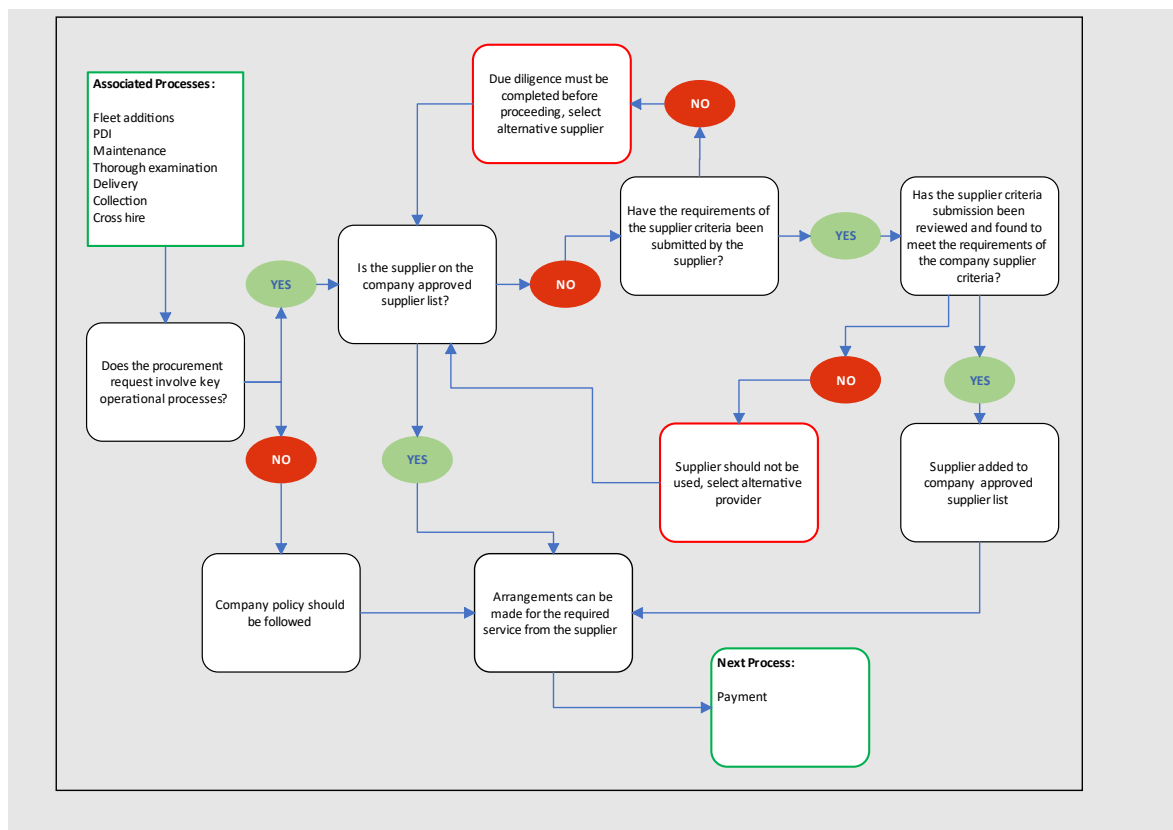 Associated Processes :
Fleet additions
PDI
Maintenance
Thorough examination
Delivery
Collection
Cross hire
Due diligence must be
completed before
proceeding, select
alternative supplier
NO
Have the requirements of
the supplier criteria been
submitted by the
supplier?
YES
Has the supplier criteria
submission been
reviewed and found to
meet the requirements of
the company supplier
criteria?
Is the supplier on the
company approved
supplier list?
YES
NO
Does the procurement
request involve key
operational processes?
NO
YES
NO
YES
Supplier should not be
used, select alternative
provider
Supplier added to
company approved
supplier list
Company policy should
be followed
Arrangements can be
made for the required
service from the supplier
Next Process:
Payment